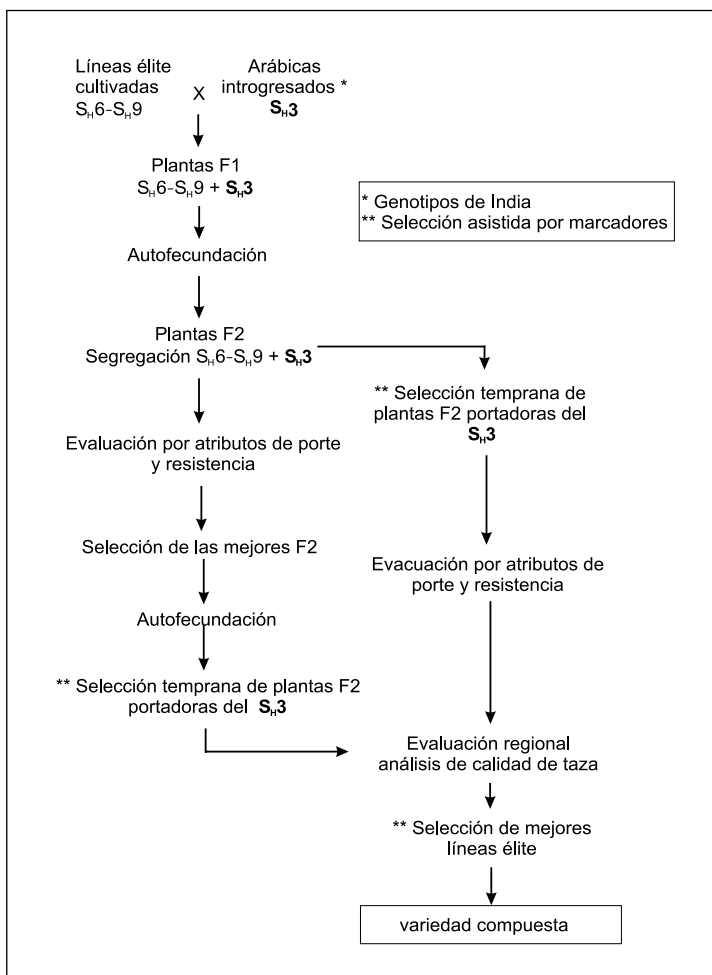 Líneas élite
cultivadas
SH6-SH9
X
Arábicas
introgresados *
SH3
Plantas F1
SH6-SH9 + SH3
* Genotipos de India
** Selección asistida por marcadores
Autofecundación
Plantas F2
Segregación SH6-SH9 + SH3
** Selección temprana de
plantas F2 portadoras del
SH3
Evaluación por atributos de porte
y resistencia
Selección de las mejores F2
Evacuación por atributos de
porte y resistencia
Autofecundación
** Selección temprana de plantas F2
portadoras del SH3
Evaluación regional
análisis de calidad de taza
** Selección de mejores
líneas élite
variedad compuesta